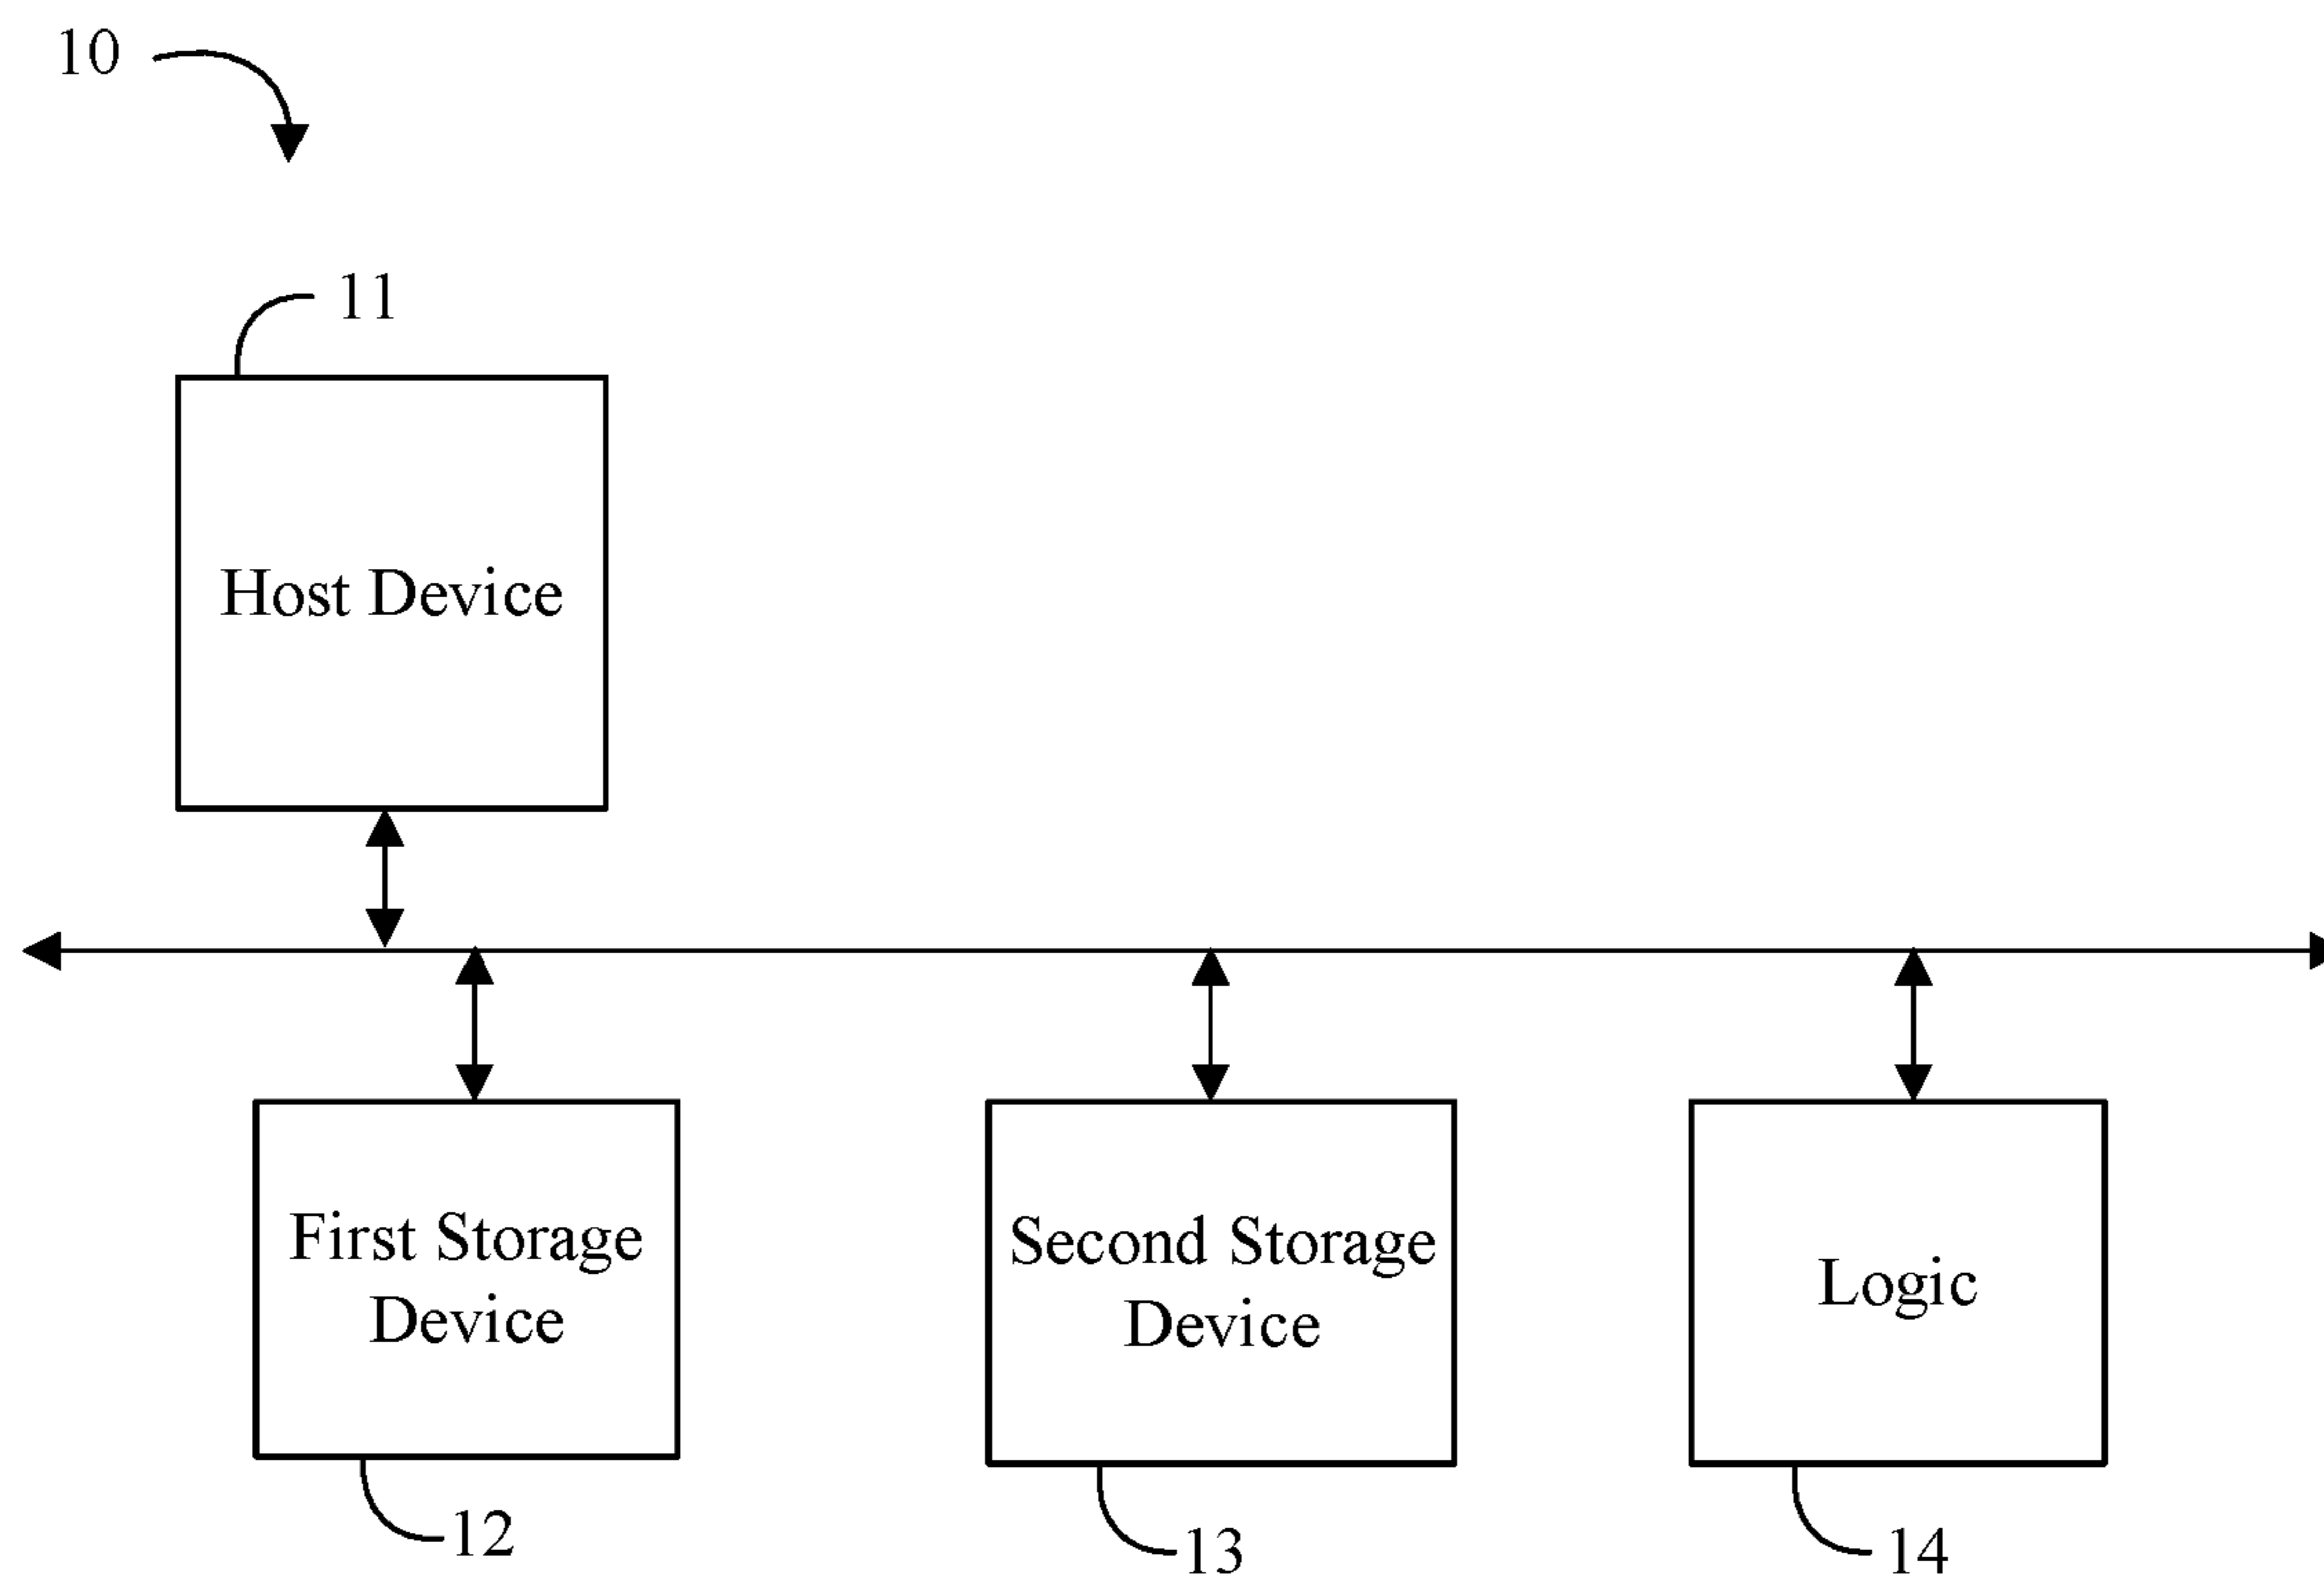 10
11
Host Device
First Storage
Device
Second Storage
Device
Logic
12
13
14